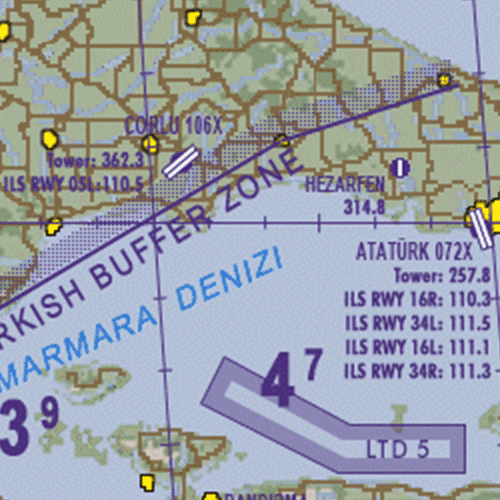 CORLU 106X
Tower: 362.3
ILS RWY 05L:110.5
HEZARFEN
314.8
RKISH BUFFER ZONE
ATATÜRK 072X
Tower: 257.8
ILS RWY 16R: 110.3
ILS RWY 34L: 111.5
ILS RWY 16L: 111.1
ILS RWY 34R: 111.3
MARMARA DENIZI
4 7
3 9
LTD 5
BANDIRMA